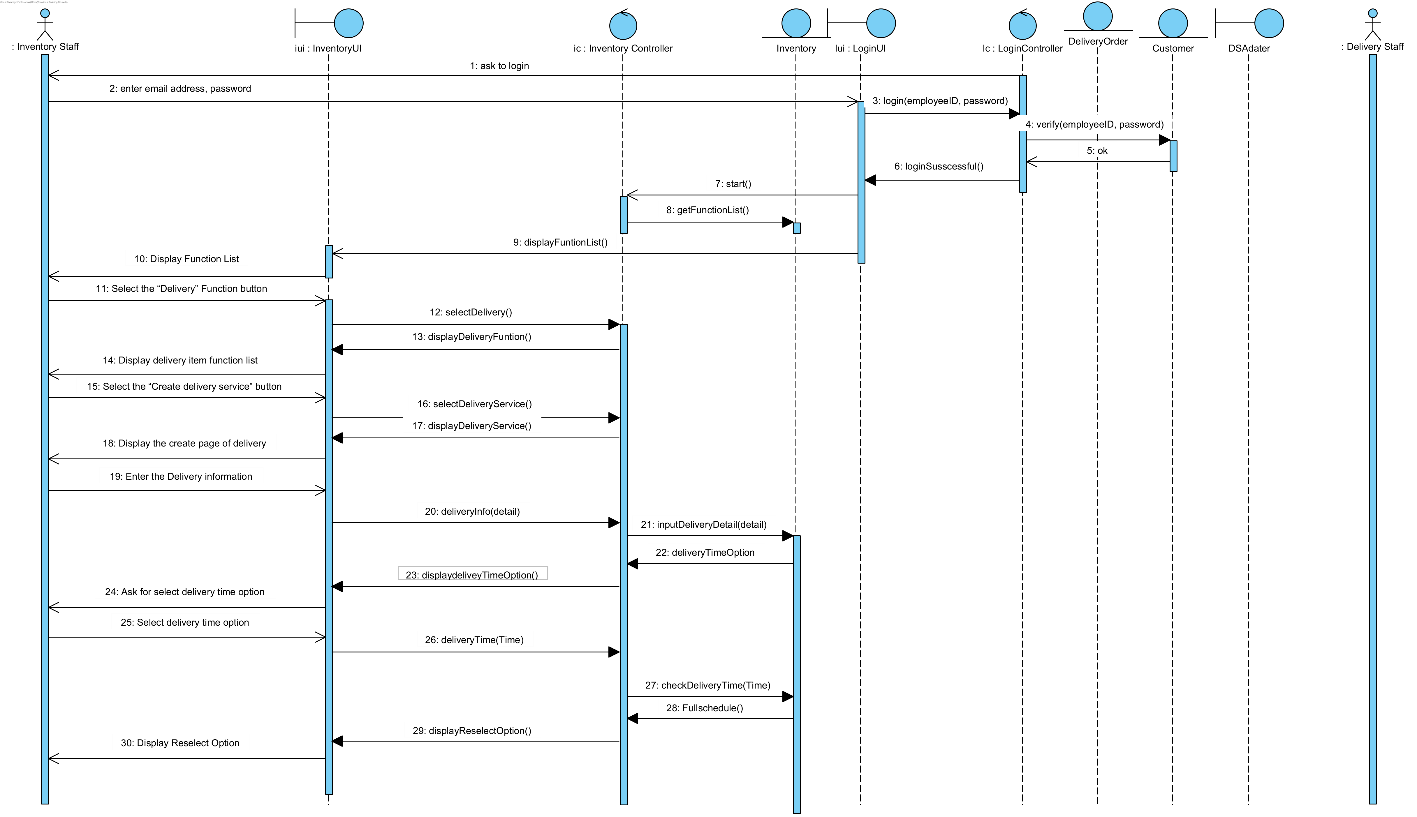 : Inventory Staff
iui : InventoryUI
ic : Inventory Controller
Inventory
lui : LoginUI
lc : LoginController
DeliveryOrder
Customer
DSAdater
: Delivery Staff
1: ask to login
2: enter email address, password
3: login(employeeID, password)
4: verify(employeeID, password)
5: ok
6: loginSusscessful()
7: start()
8: getFunctionList()
9: displayFuntionList()
10: Display Function List
11: Select the “Delivery” Function button
12: selectDelivery()
13: displayDeliveryFuntion()
14: Display delivery item function list
15: Select the “Create delivery service” button
16: selectDeliveryService()
17: displayDeliveryService()
18: Display the create page of delivery
19: Enter the Delivery information
20: deliveryInfo(detail)
21: inputDeliveryDetail(detail)
22: deliveryTimeOption
23: displaydeliveyTimeOption()
24: Ask for select delivery time option
25: Select delivery time option
26: deliveryTime(Time)
27: checkDeliveryTime(Time)
28: Fullschedule()
29: displayReselectOption()
30: Display Reselect Option